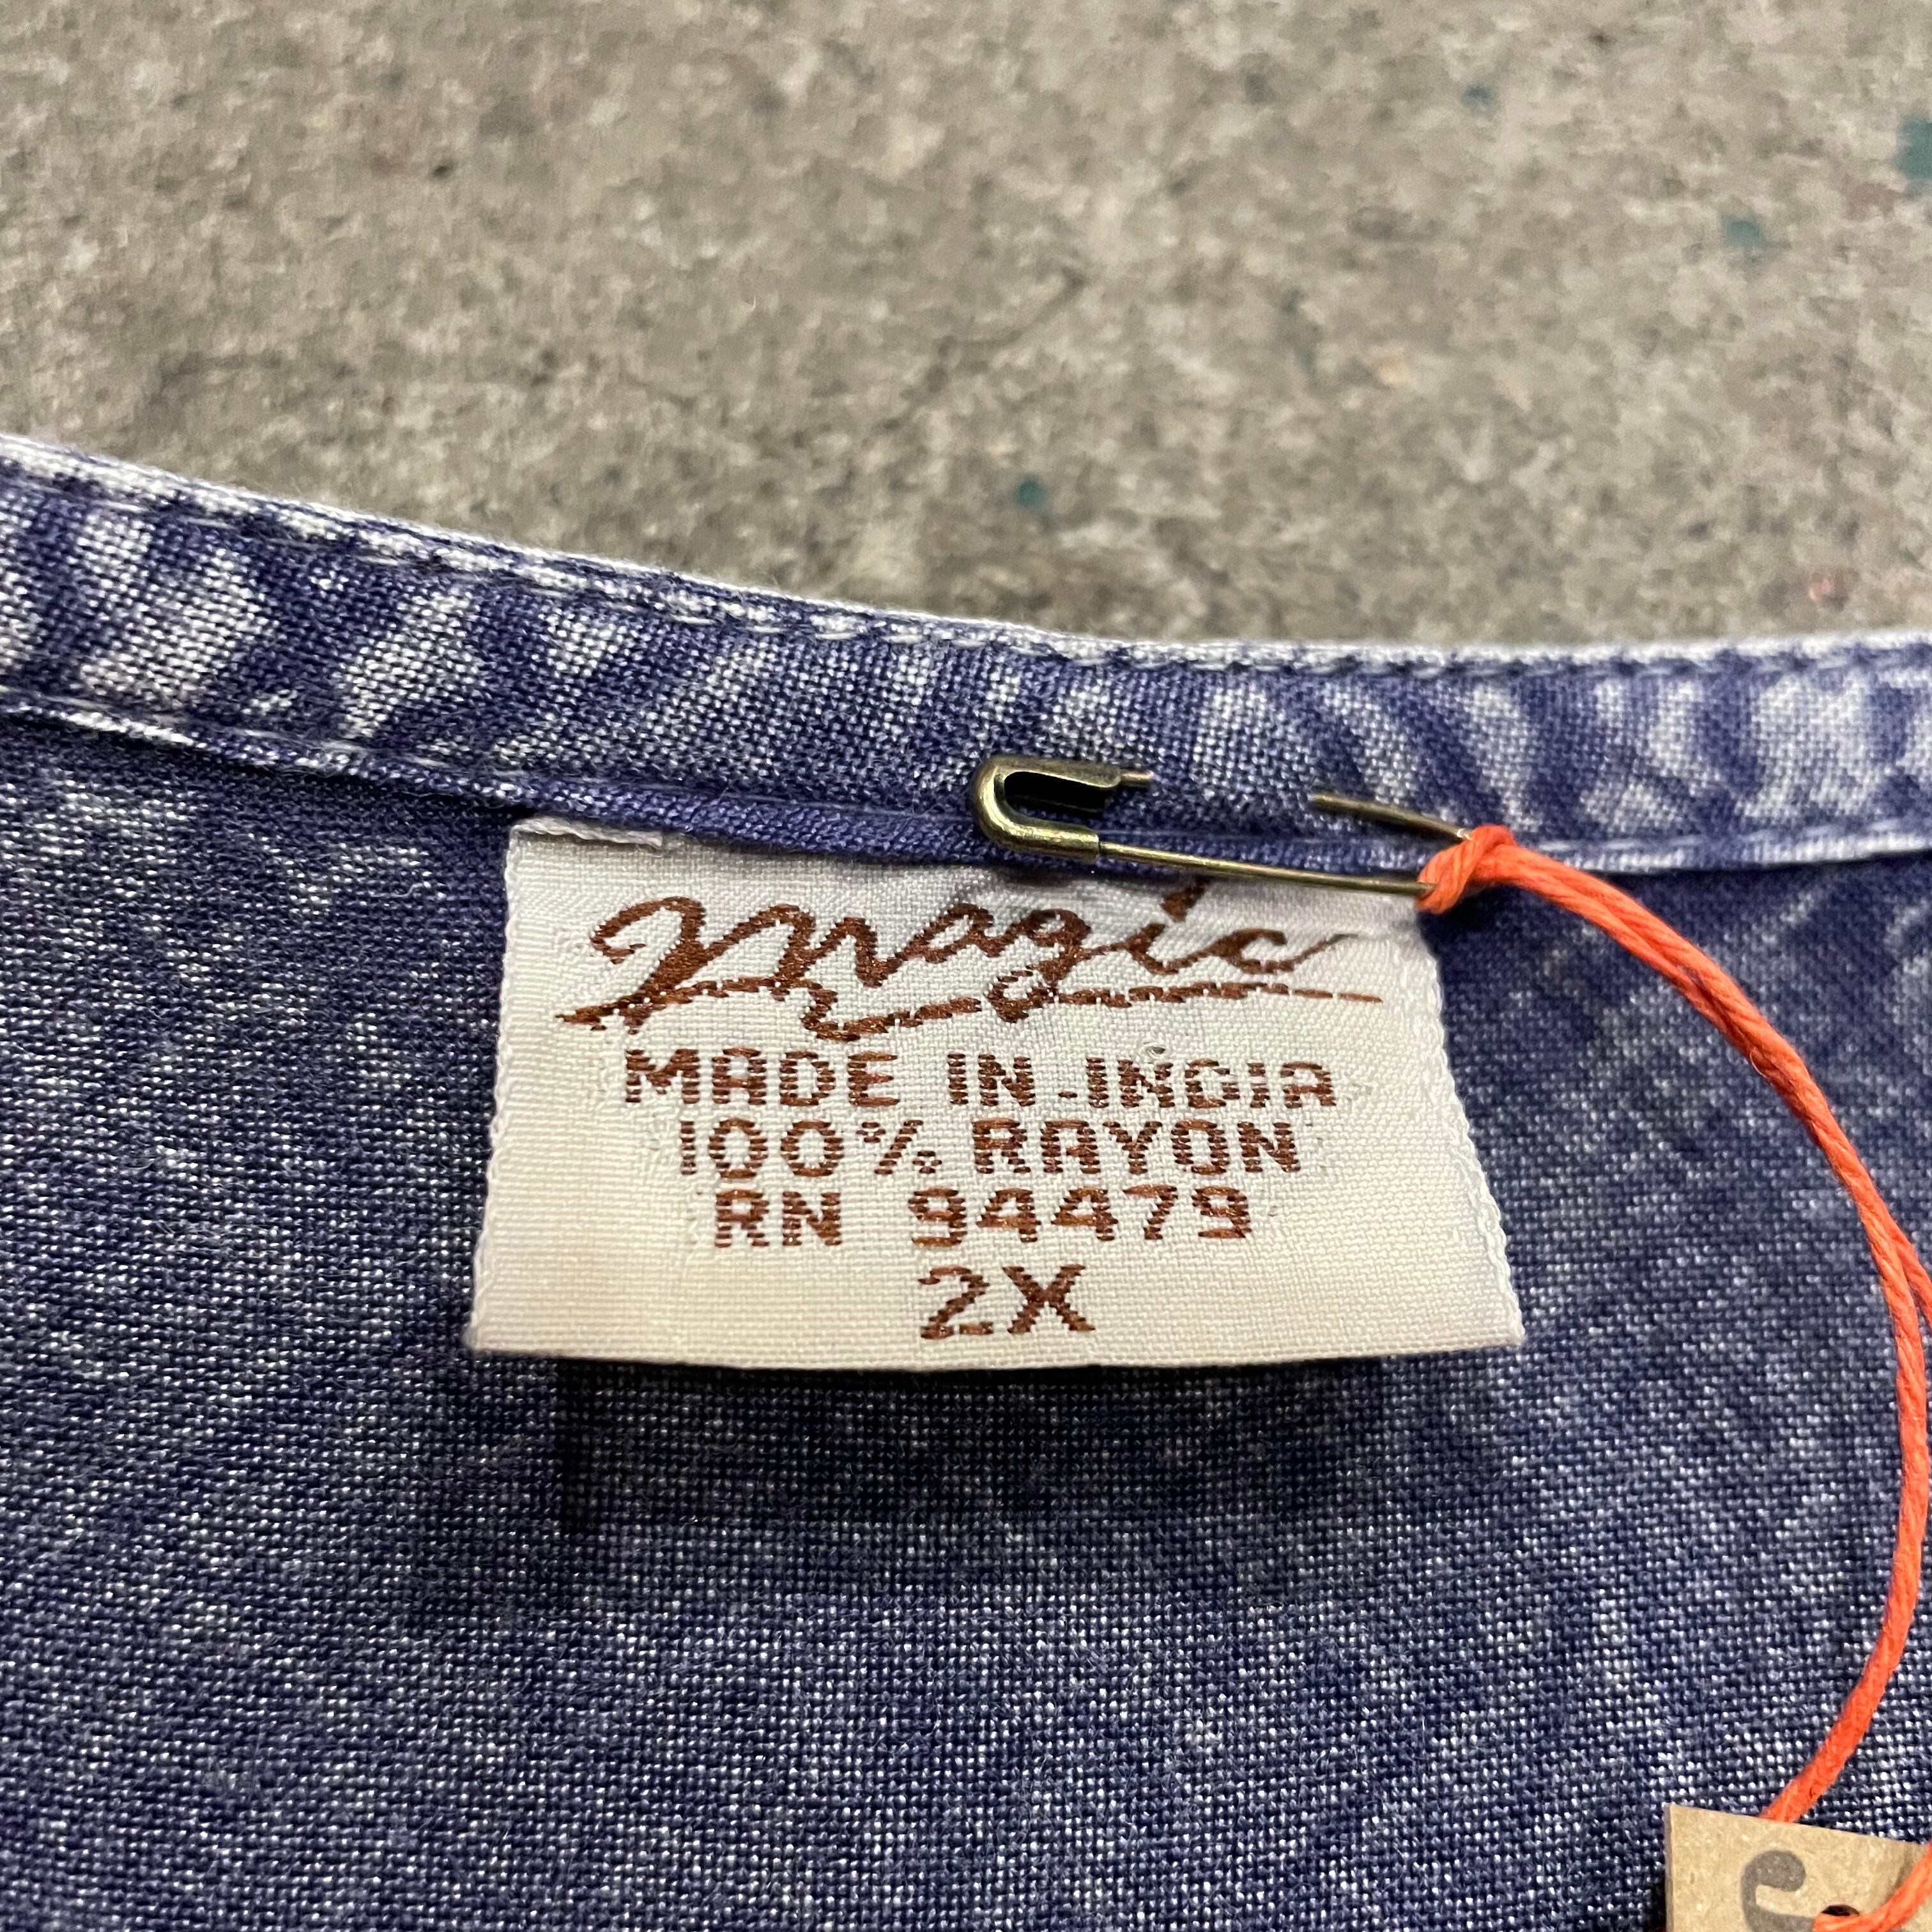 magic
MADE IN INDIA
100% RAYON
RN 94479
2X